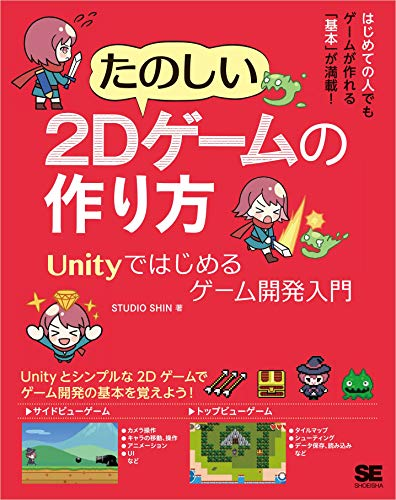 はじめての人でも
ゲームが作れる
「基本」が満載!
たのしい
2Dゲームの
作り方
Unityではじめる
ゲーム開発入門
STUDIO SHIN 著
Unityとシンプルな2Dゲームで
ゲーム開発の基本を覚えよう!
▶サイドビューゲーム
●カメラ操作
●キャラの移動、操作
●アニメーション
●UI
など
▶トップビューゲーム
●タイルマップ
●シューティング
●データ保存、読み込み
など
SE
SHOEISHA